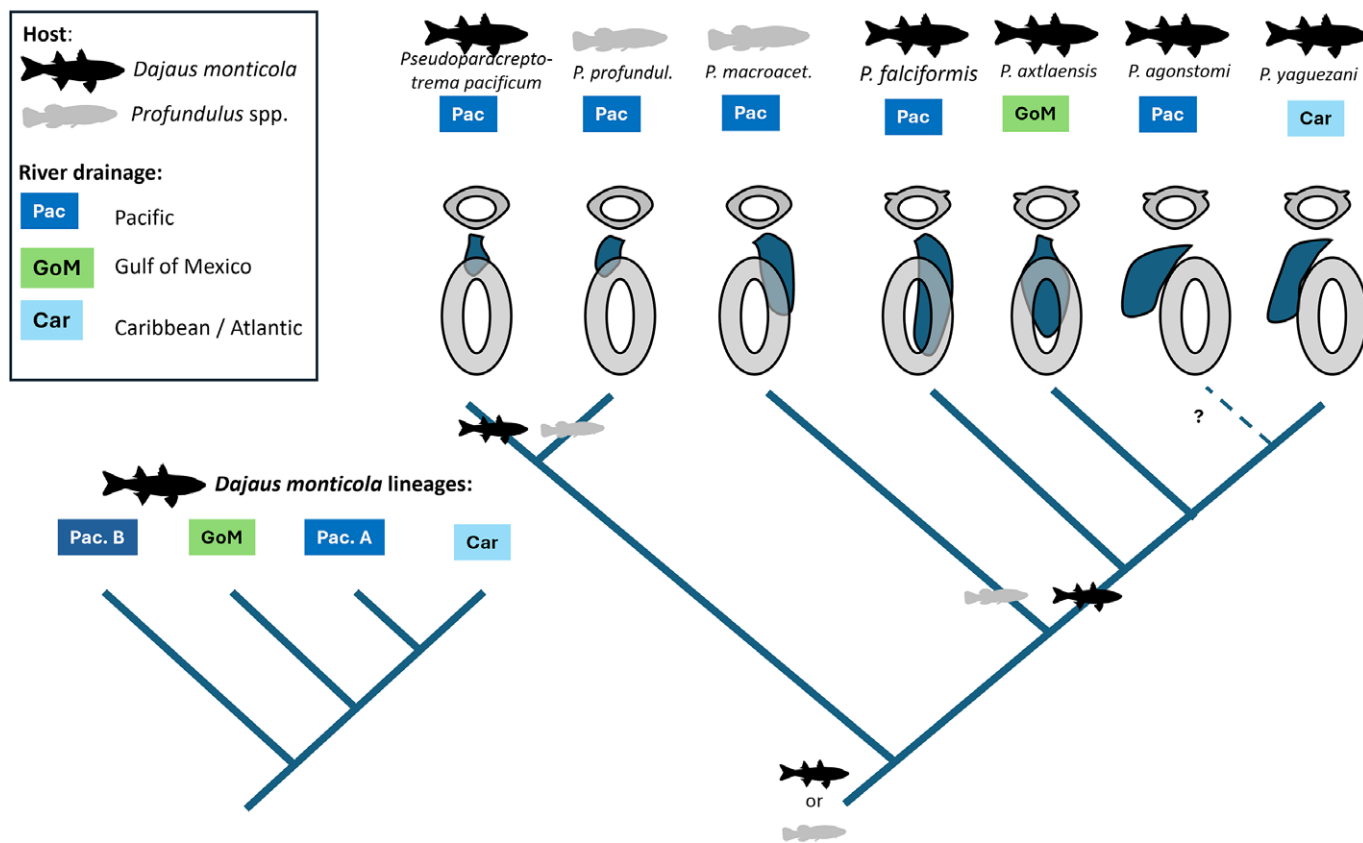 Host:
Dajaus monticola
Profundulus spp.
River drainage:
Pac Pacific
GoM Gulf of Mexico
Car Caribbean / Atlantic
Pseudoparacrepto-
trema pacificum
P. profundul.
P. macroacet.
P. falciformis
P. axtlaensis
P. agonstomi
P. yaguezani
Pac Pac Pac Pac GoM Pac Car
?
Dajaus monticola lineages:
Pac. B GoM Pac. A Car
or